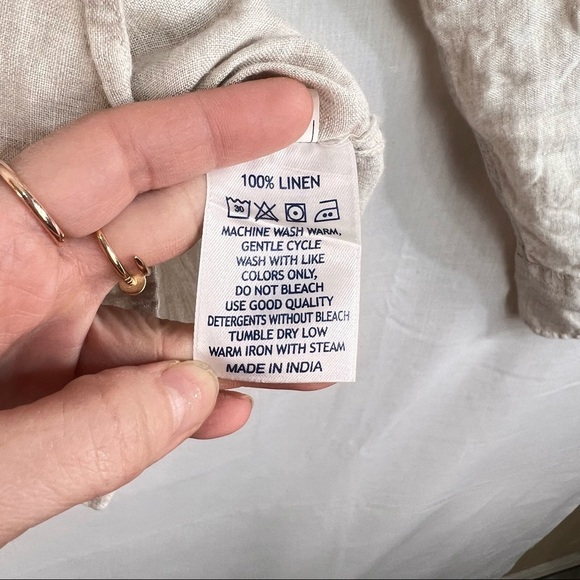 100% LINEN
30
MACHINE WASH WARM,
GENTLE CYCLE
WASH WITH LIKE
COLORS ONLY,
DO NOT BLEACH
USE GOOD QUALITY
DETERGENTS WITHOUT BLEACH
TUMBLE DRY LOW
WARM IRON WITH STEAM
MADE IN INDIA